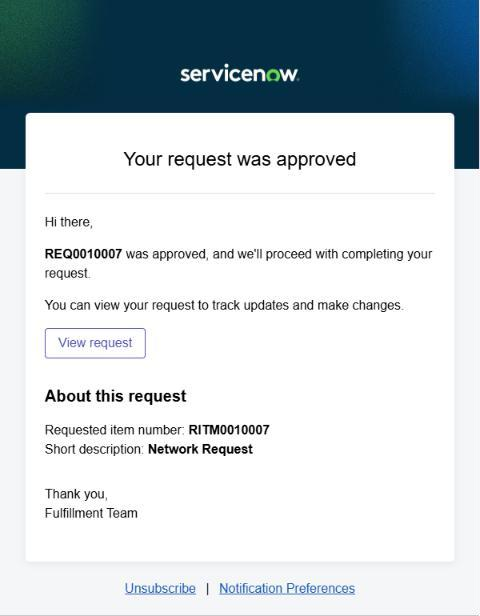 servicenow
Your request was approved
Hi there,
REQ0010007 was approved, and we'll proceed with completing your
request.
You can view your request to track updates and make changes.
View request
About this request
Requested item number: RITM0010007
Short description: Network Request
Thank you,
Fulfillment Team
Unsubscribe | Notification Preferences